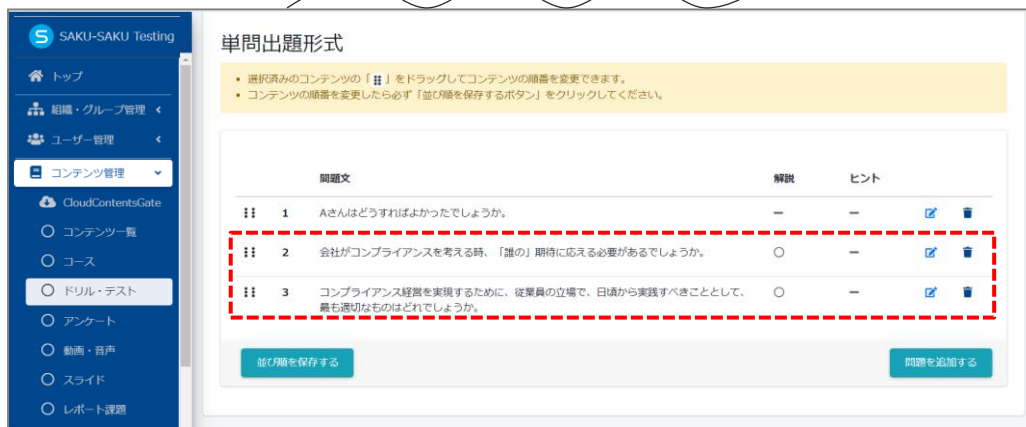 S SAKU-SAKU Testing
トップ
組織・グループ管理
ユーザー管理
コンテンツ管理
CloudContentsGate
コンテンツ一覧
コース
ドリル・テスト
アンケート
動画・音声
スライド
レポート課題
単問出題形式
• 選択済みのコンテンツの「⠿」をドラッグしてコンテンツの順番を変更できます。
• コンテンツの順番を変更したら必ず「並び順を保存するボタン」をクリックしてください。
問題文 解説 ヒント
1 Aさんはどうすればよかったでしょうか。 － －
2 会社がコンプライアンスを考える時、「誰の」期待に応える必要があるでしょうか。 ○ －
3 コンプライアンス経営を実現するために、従業員の立場で、日頃から実践すべきこととして、 ○ －
最も適切なものはどれでしょうか。
並び順を保存する 問題を追加する